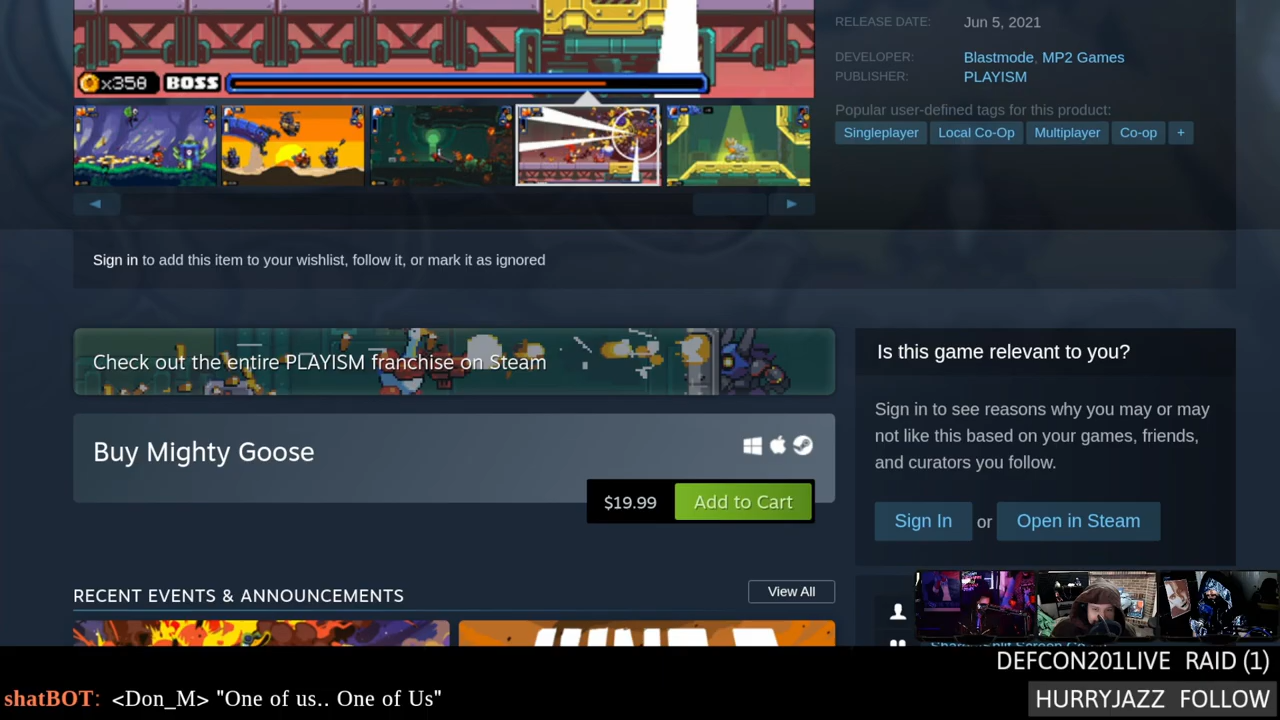 RELEASE DATE: Jun 5, 2021
DEVELOPER: Blastmode, MP2 Games
PUBLISHER: PLAYISM
Popular user-defined tags for this product:
Singleplayer Local Co-Op Multiplayer Co-op +
x358 BOSS
Sign in to add this item to your wishlist, follow it, or mark it as ignored
Check out the entire PLAYISM franchise on Steam
Buy Mighty Goose
$19.99 Add to Cart
Is this game relevant to you?
Sign in to see reasons why you may or may
not like this based on your games, friends,
and curators you follow.
Sign In or Open in Steam
RECENT EVENTS & ANNOUNCEMENTS View All
DEFCON201LIVE RAID (1)
shatBOT: <Don_M> "One of us.. One of Us"
HURRYJAZZ FOLLOW